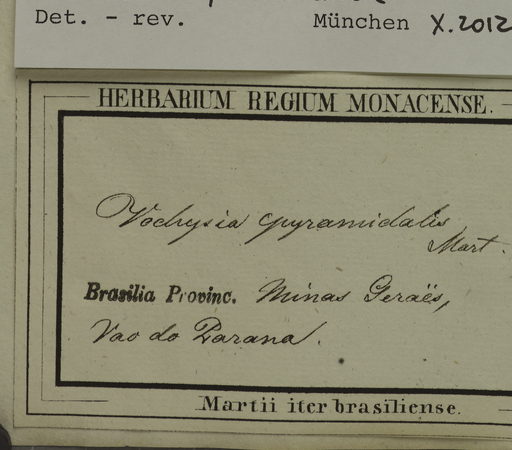 Det. - rev. München X.2012
HERBARIUM REGIUM MONACENSE.
Vochysia pyramidalis
Mart.
Brasilia Provinc. Minas Geraës,
Vao do Parana.
Martii iter brasiliense.